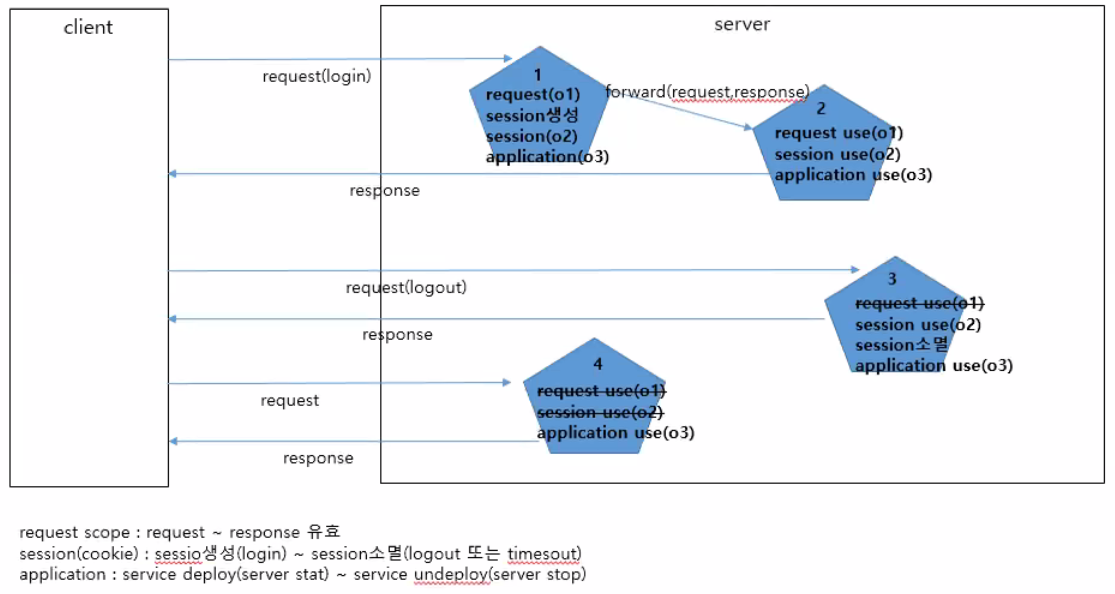 client
server
request(login)
1
request(o1)
session생성
session(o2)
application(o3)
forward(request,response)
2
request use(o1)
session use(o2)
application use(o3)
response
request(logout)
3
request use(o1)
session use(o2)
session소멸
application use(o3)
response
4
request use(o1)
session use(o2)
application use(o3)
request
response
request scope : request ~ response 유효
session(cookie) : sessio생성(login) ~ session소멸(logout 또는 timesout)
application : service deploy(server stat) ~ service undeploy(server stop)